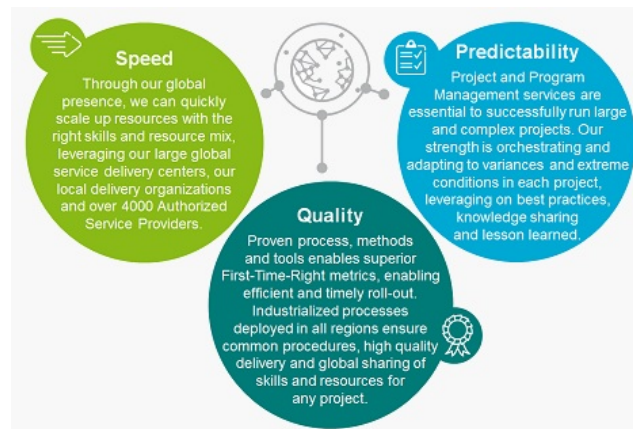 Speed
Through our global
presence, we can quickly
scale up resources with the
right skills and resource mix,
leveraging our large global
service delivery centers, our
local delivery organizations
and over 4000 Authorized
Service Providers.
Predictability
Project and Program
Management services are
essential to successfully run large
and complex projects. Our
strength is orchestrating and
adapting to variances and extreme
conditions in each project,
leveraging on best practices,
knowledge sharing
and lesson learned.
Quality
Proven process, methods
and tools enables superior
First-Time-Right metrics, enabling
efficient and timely roll-out.
Industrialized processes
deployed in all regions ensure
common procedures, high quality
delivery and global sharing of
skills and resources for
any project.